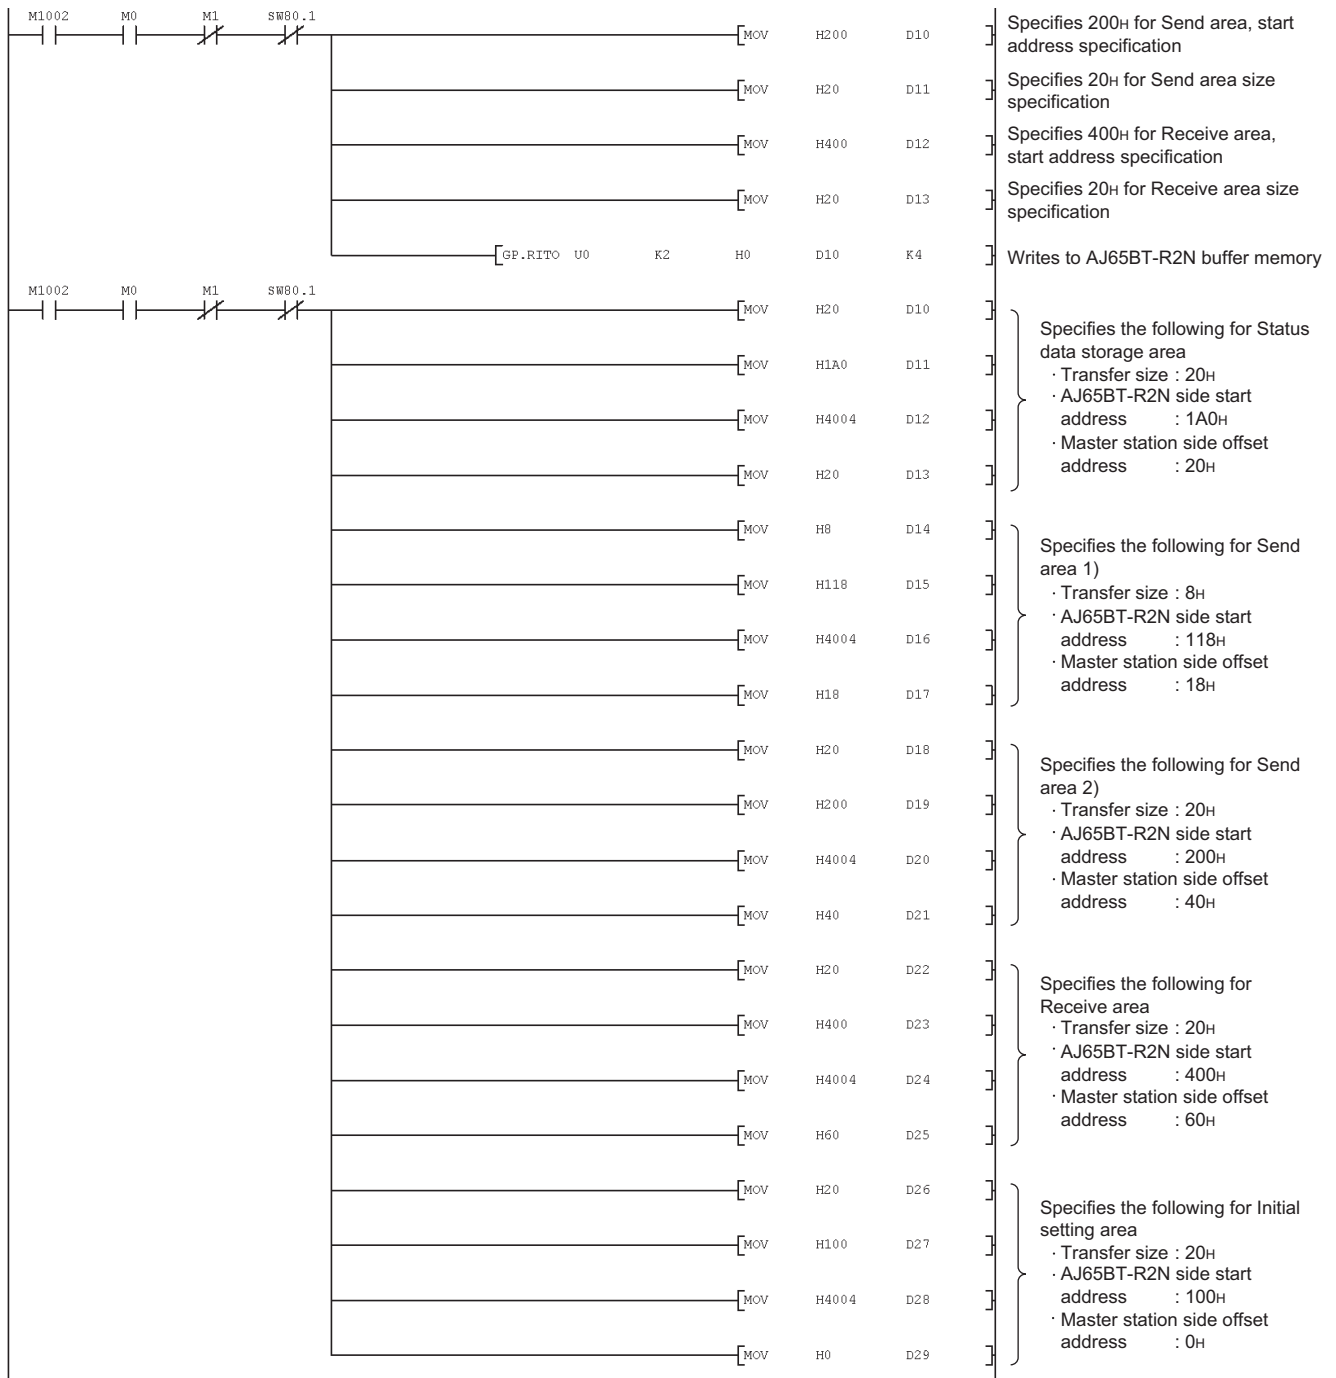 M1002 M0 M1 SW80.1
MOV H200 D10
Specifies 200H for Send area, start
address specification
MOV H20 D11
Specifies 20H for Send area size
specification
MOV H400 D12
Specifies 400H for Receive area,
start address specification
MOV H20 D13
Specifies 20H for Receive area size
specification
GP.RITO U0 K2 H0 D10 K4
Writes to AJ65BT-R2N buffer memory
M1002 M0 M1 SW80.1
MOV H20 D10
MOV H1A0 D11
MOV H4004 D12
MOV H20 D13
Specifies the following for Status
data storage area
· Transfer size : 20H
· AJ65BT-R2N side start
address : 1A0H
· Master station side offset
address : 20H
MOV H8 D14
MOV H118 D15
MOV H4004 D16
MOV H18 D17
Specifies the following for Send
area 1)
· Transfer size : 8H
· AJ65BT-R2N side start
address : 118H
· Master station side offset
address : 18H
MOV H20 D18
MOV H200 D19
MOV H4004 D20
MOV H40 D21
Specifies the following for Send
area 2)
· Transfer size : 20H
· AJ65BT-R2N side start
address : 200H
· Master station side offset
address : 40H
MOV H20 D22
MOV H400 D23
MOV H4004 D24
MOV H60 D25
Specifies the following for
Receive area
· Transfer size : 20H
· AJ65BT-R2N side start
address : 400H
· Master station side offset
address : 60H
MOV H20 D26
MOV H100 D27
MOV H4004 D28
MOV H0 D29
Specifies the following for Initial
setting area
· Transfer size : 20H
· AJ65BT-R2N side start
address : 100H
· Master station side offset
address : 0H